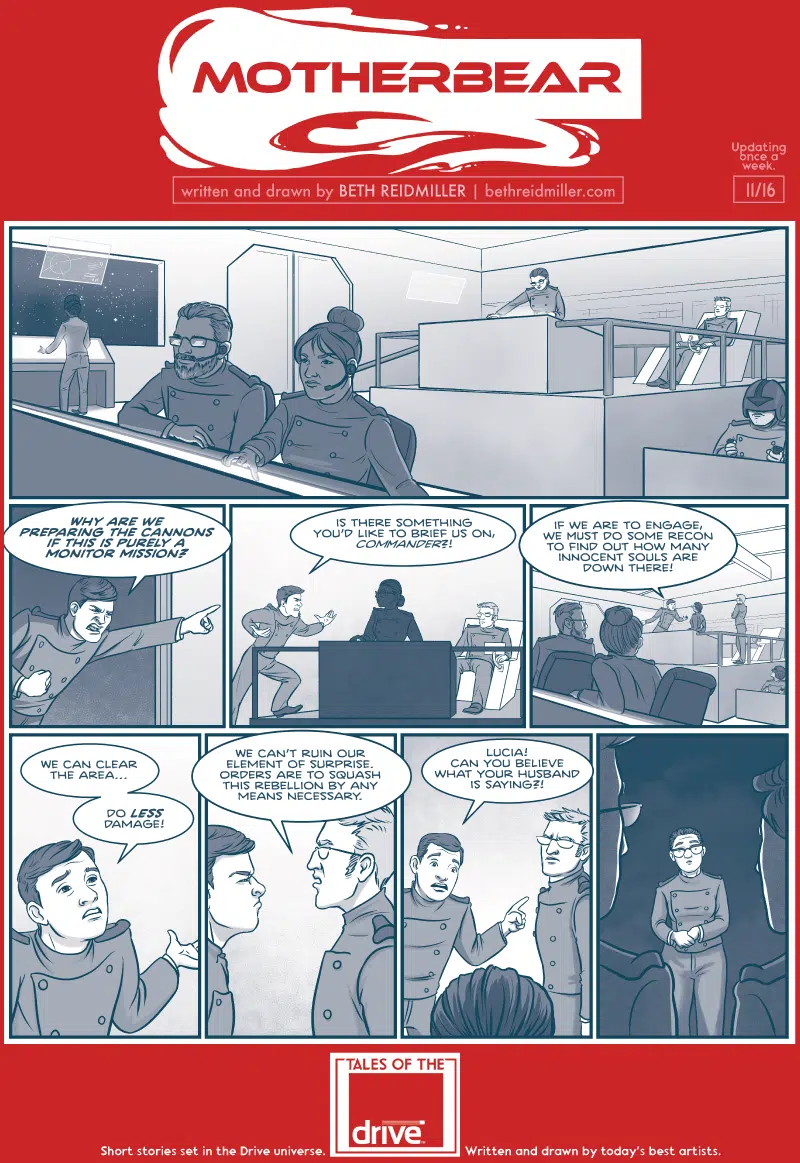 MOTHERBEAR
written and drawn by BETH REIDMILLER | bethreidmiller.com
Updating
once a
week.
11/16
WHY ARE WE
PREPARING THE CANNONS
IF THIS IS PURELY A
MONITOR MISSION?
IS THERE SOMETHING
YOU'D LIKE TO BRIEF US ON,
COMMANDER?!
IF WE ARE TO ENGAGE,
WE MUST DO SOME RECON
TO FIND OUT HOW MANY
INNOCENT SOULS ARE
DOWN THERE!
WE CAN CLEAR
THE AREA...
DO LESS
DAMAGE!
WE CAN'T RUIN OUR
ELEMENT OF SURPRISE.
ORDERS ARE TO SQUASH
THIS REBELLION BY ANY
MEANS NECESSARY.
LUCIA!
CAN YOU BELIEVE
WHAT YOUR HUSBAND
IS SAYING?!
TALES OF THE
drive™
Short stories set in the Drive universe.
Written and drawn by today's best artists.